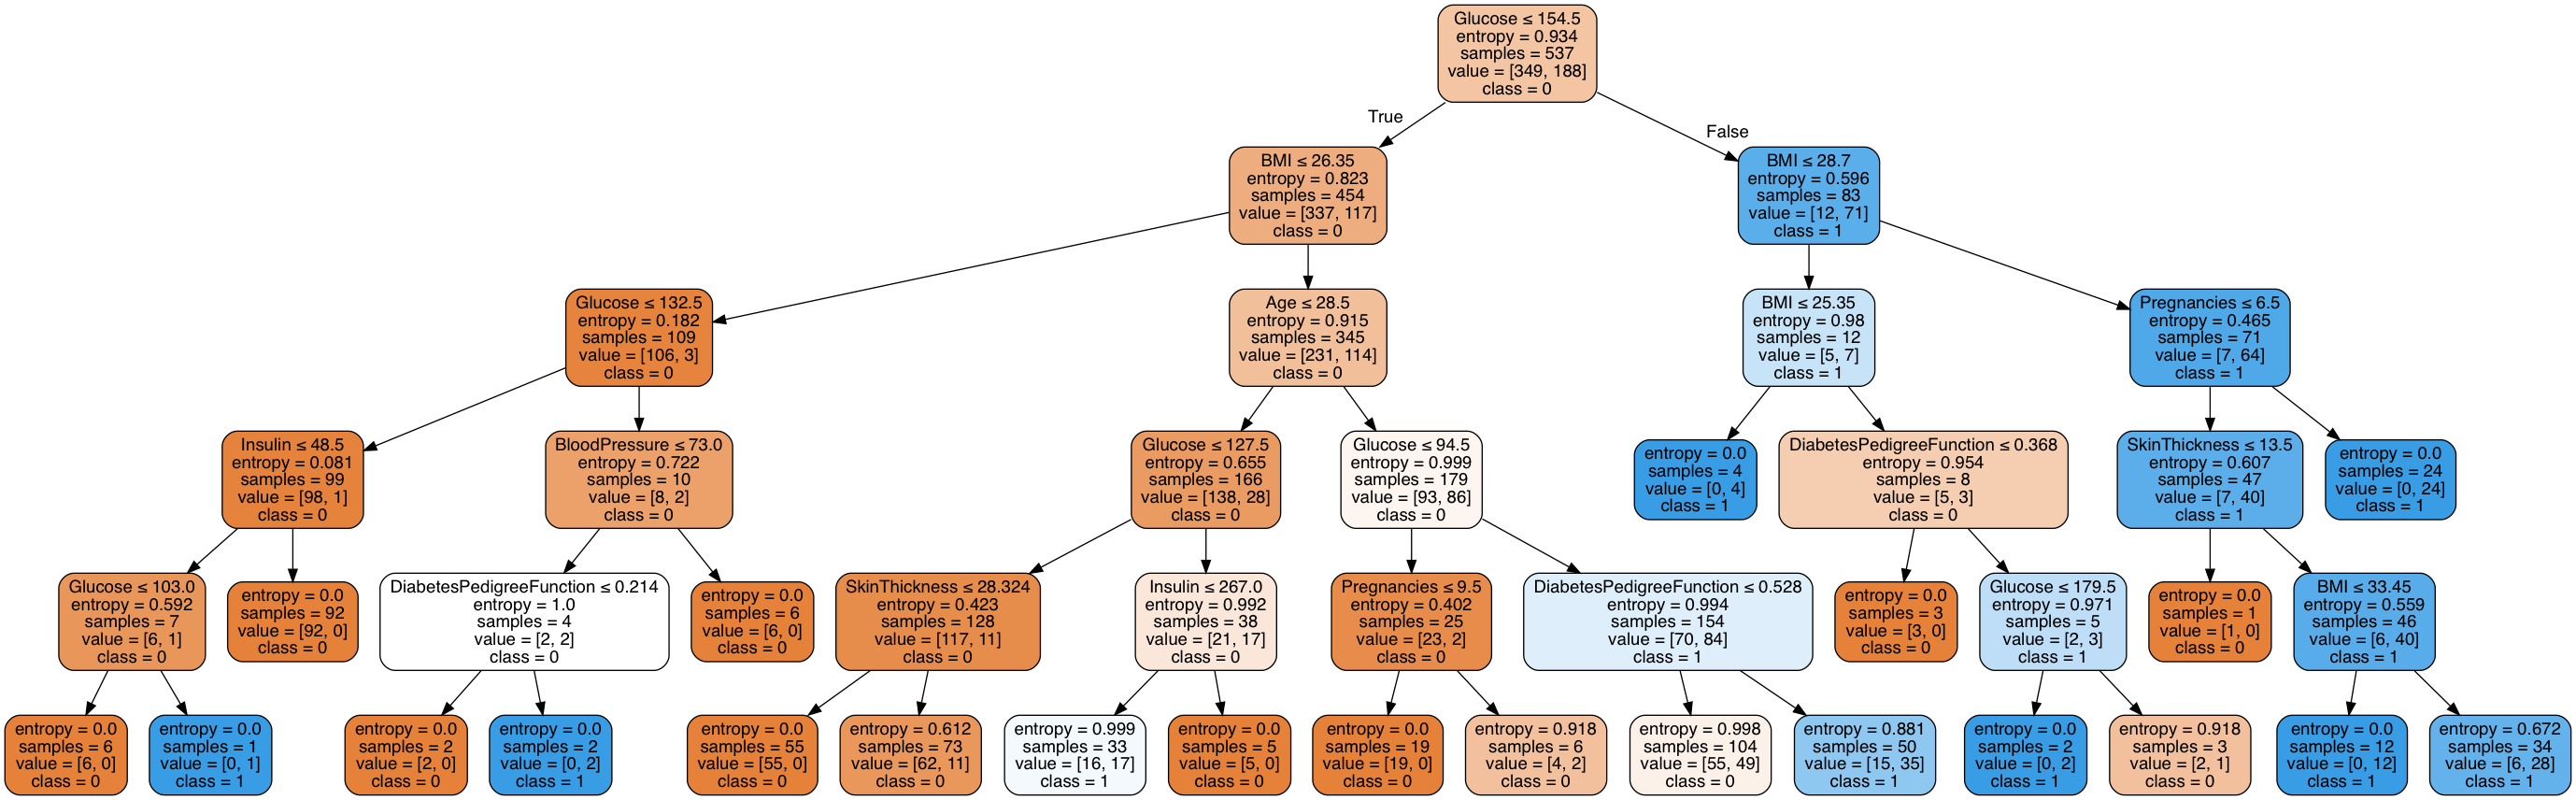 Glucose ≤ 154.5
entropy = 0.934
samples = 537
value = [349, 188]
class = 0
True
False
BMI ≤ 26.35
entropy = 0.823
samples = 454
value = [337, 117]
class = 0
BMI ≤ 28.7
entropy = 0.596
samples = 83
value = [12, 71]
class = 1
Glucose ≤ 132.5
entropy = 0.182
samples = 109
value = [106, 3]
class = 0
Age ≤ 28.5
entropy = 0.915
samples = 345
value = [231, 114]
class = 0
BMI ≤ 25.35
entropy = 0.98
samples = 12
value = [5, 7]
class = 1
Pregnancies ≤ 6.5
entropy = 0.465
samples = 71
value = [7, 64]
class = 1
Insulin ≤ 48.5
entropy = 0.081
samples = 99
value = [98, 1]
class = 0
BloodPressure ≤ 73.0
entropy = 0.722
samples = 10
value = [8, 2]
class = 0
Glucose ≤ 127.5
entropy = 0.655
samples = 166
value = [138, 28]
class = 0
Glucose ≤ 94.5
entropy = 0.999
samples = 179
value = [93, 86]
class = 0
entropy = 0.0
samples = 4
value = [0, 4]
class = 1
DiabetesPedigreeFunction ≤ 0.368
entropy = 0.954
samples = 8
value = [5, 3]
class = 0
SkinThickness ≤ 13.5
entropy = 0.607
samples = 47
value = [7, 40]
class = 1
entropy = 0.0
samples = 24
value = [0, 24]
class = 1
Glucose ≤ 103.0
entropy = 0.592
samples = 7
value = [6, 1]
class = 0
entropy = 0.0
samples = 92
value = [92, 0]
class = 0
DiabetesPedigreeFunction ≤ 0.214
entropy = 1.0
samples = 4
value = [2, 2]
class = 0
entropy = 0.0
samples = 6
value = [6, 0]
class = 0
SkinThickness ≤ 28.324
entropy = 0.423
samples = 128
value = [117, 11]
class = 0
Insulin ≤ 267.0
entropy = 0.992
samples = 38
value = [21, 17]
class = 0
Pregnancies ≤ 9.5
entropy = 0.402
samples = 25
value = [23, 2]
class = 0
DiabetesPedigreeFunction ≤ 0.528
entropy = 0.994
samples = 154
value = [70, 84]
class = 1
entropy = 0.0
samples = 3
value = [3, 0]
class = 0
Glucose ≤ 179.5
entropy = 0.971
samples = 5
value = [2, 3]
class = 1
entropy = 0.0
samples = 1
value = [1, 0]
class = 0
BMI ≤ 33.45
entropy = 0.559
samples = 46
value = [6, 40]
class = 1
entropy = 0.0
samples = 6
value = [6, 0]
class = 0
entropy = 0.0
samples = 1
value = [0, 1]
class = 1
entropy = 0.0
samples = 2
value = [2, 0]
class = 0
entropy = 0.0
samples = 2
value = [0, 2]
class = 1
entropy = 0.0
samples = 55
value = [55, 0]
class = 0
entropy = 0.612
samples = 73
value = [62, 11]
class = 0
entropy = 0.999
samples = 33
value = [16, 17]
class = 1
entropy = 0.0
samples = 5
value = [5, 0]
class = 0
entropy = 0.0
samples = 19
value = [19, 0]
class = 0
entropy = 0.918
samples = 6
value = [4, 2]
class = 0
entropy = 0.998
samples = 104
value = [55, 49]
class = 0
entropy = 0.881
samples = 50
value = [15, 35]
class = 1
entropy = 0.0
samples = 2
value = [0, 2]
class = 1
entropy = 0.918
samples = 3
value = [2, 1]
class = 0
entropy = 0.0
samples = 12
value = [0, 12]
class = 1
entropy = 0.672
samples = 34
value = [6, 28]
class = 1